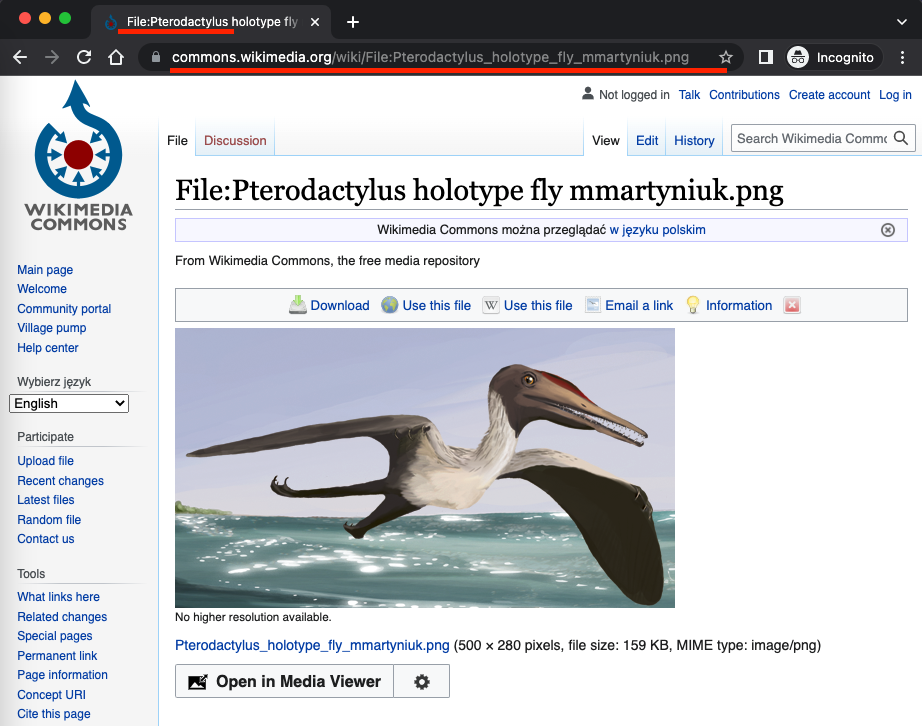 File:Pterodactylus holotype fly
commons.wikimedia.org/wiki/File:Pterodactylus_holotype_fly_mmartyniuk.png
Incognito
Not logged in Talk Contributions Create account Log in
File Discussion View Edit History Search Wikimedia Commo
WIKIMEDIA
COMMONS
File:Pterodactylus holotype fly mmartyniuk.png
Wikimedia Commons można przeglądać w języku polskim
From Wikimedia Commons, the free media repository
Download Use this file W Use this file Email a link Information
No higher resolution available.
Pterodactylus_holotype_fly_mmartyniuk.png (500 × 280 pixels, file size: 159 KB, MIME type: image/png)
Open in Media Viewer
Main page
Welcome
Community portal
Village pump
Help center
Wybierz język
English
Participate
Upload file
Recent changes
Latest files
Random file
Contact us
Tools
What links here
Related changes
Special pages
Permanent link
Page information
Concept URI
Cite this page